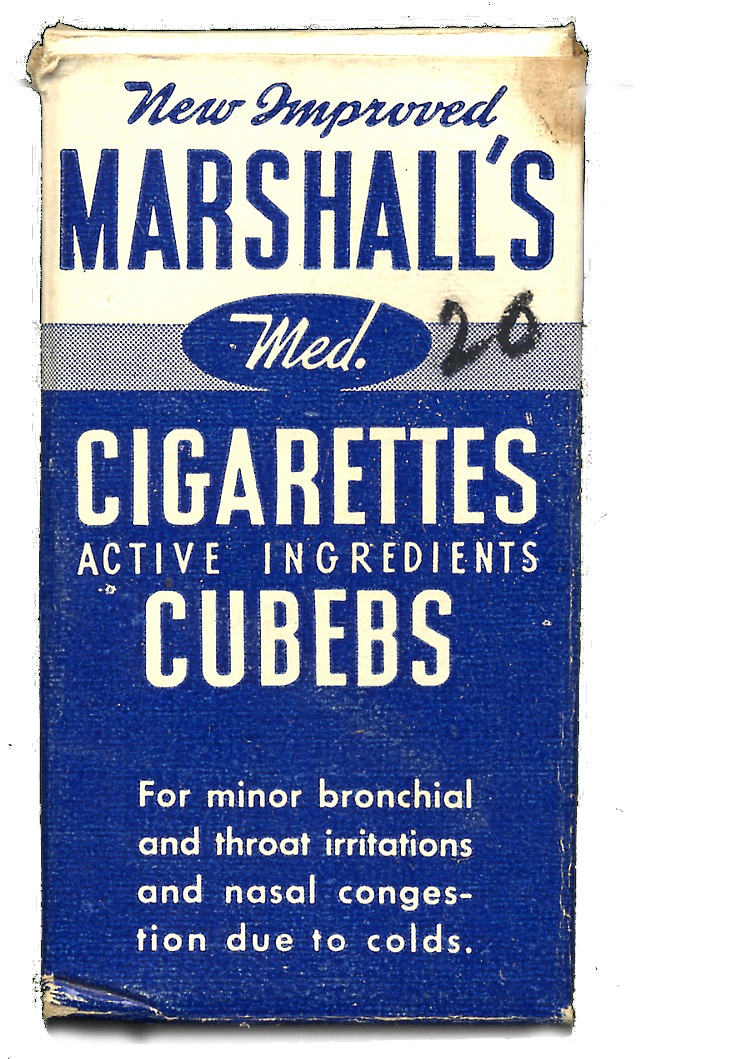 New Improved
MARSHALL'S
Med.
20
CIGARETTES
ACTIVE INGREDIENTS
CUBEBS
For minor bronchial
and throat irritations
and nasal conges-
tion due to colds.